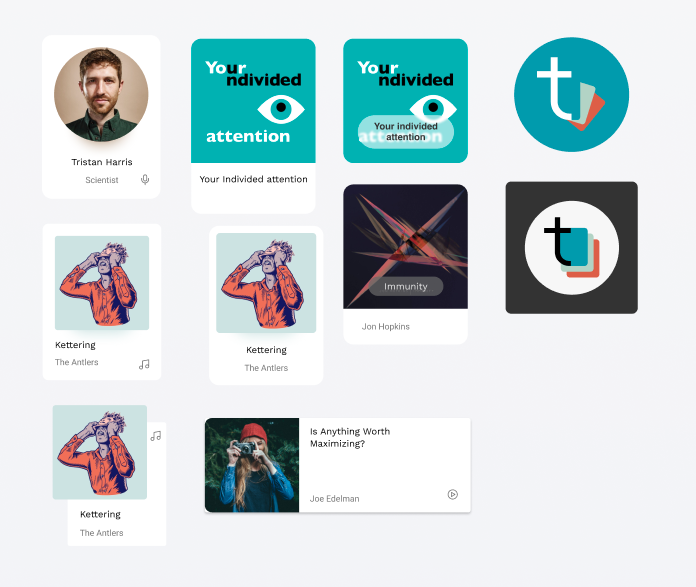 Tristan Harris
Scientist
Your
ndivided
attention
Your Individed attention
Your
ndivided
attention
Your individed
attention
t
t
Kettering
The Antlers
Kettering
The Antlers
Immunity
Jon Hopkins
Kettering
The Antlers
Is Anything Worth
Maximizing?
Joe Edelman